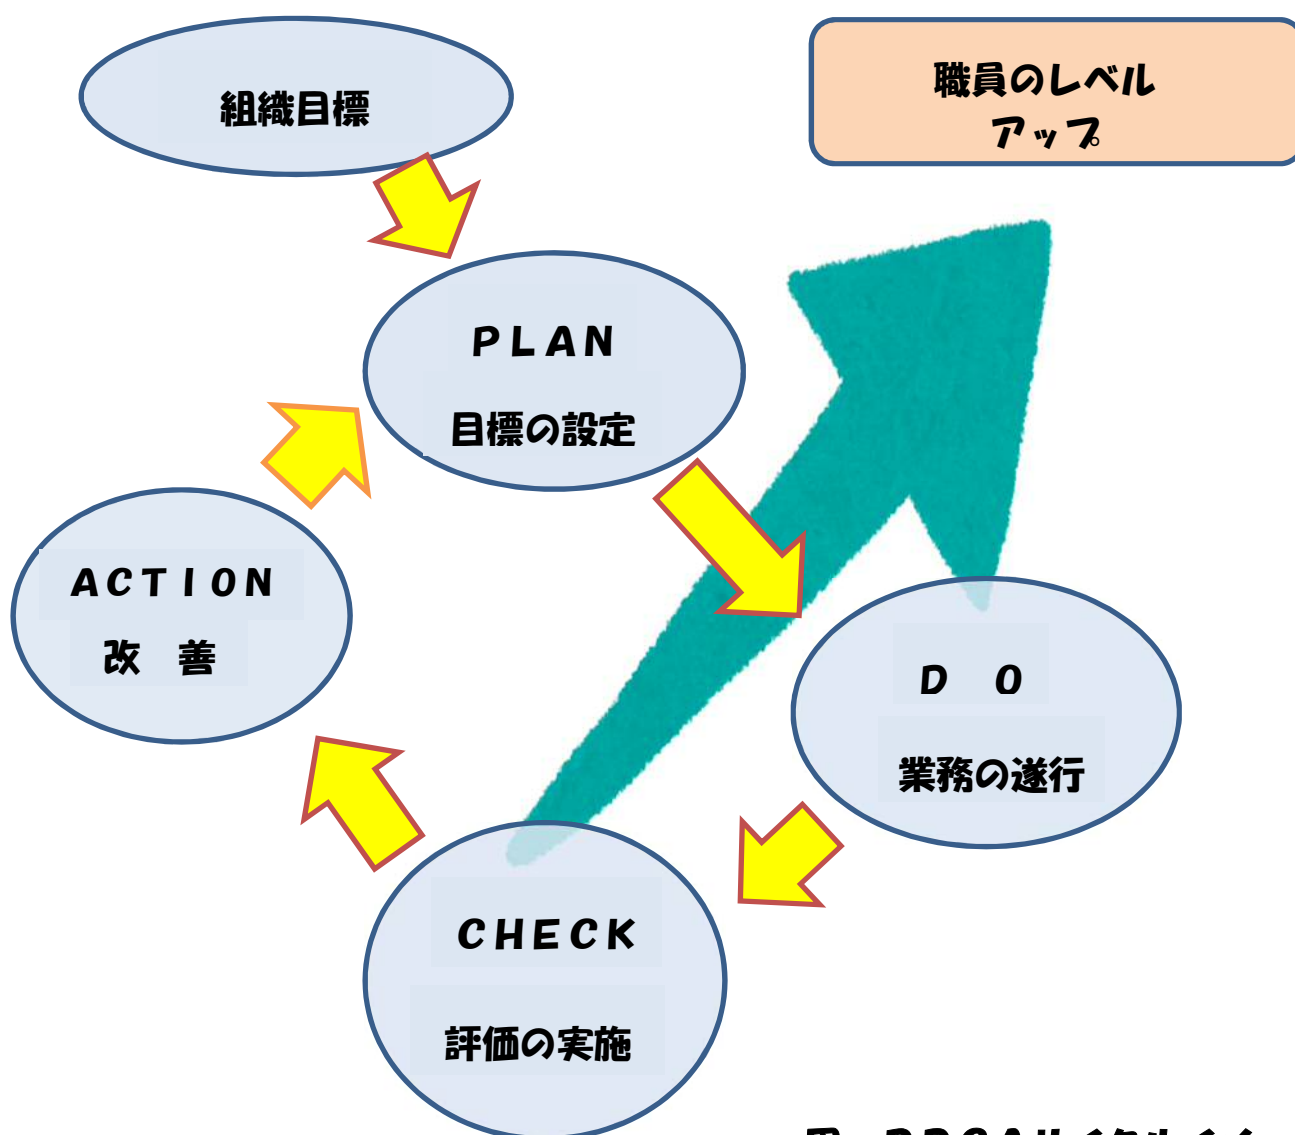 組織目標
職員のレベル
アップ
ＰＬＡＮ
目標の設定
ＡＣＴＩＯＮ
改　善
Ｄ　Ｏ
業務の遂行
ＣＨＥＣＫ
評価の実施